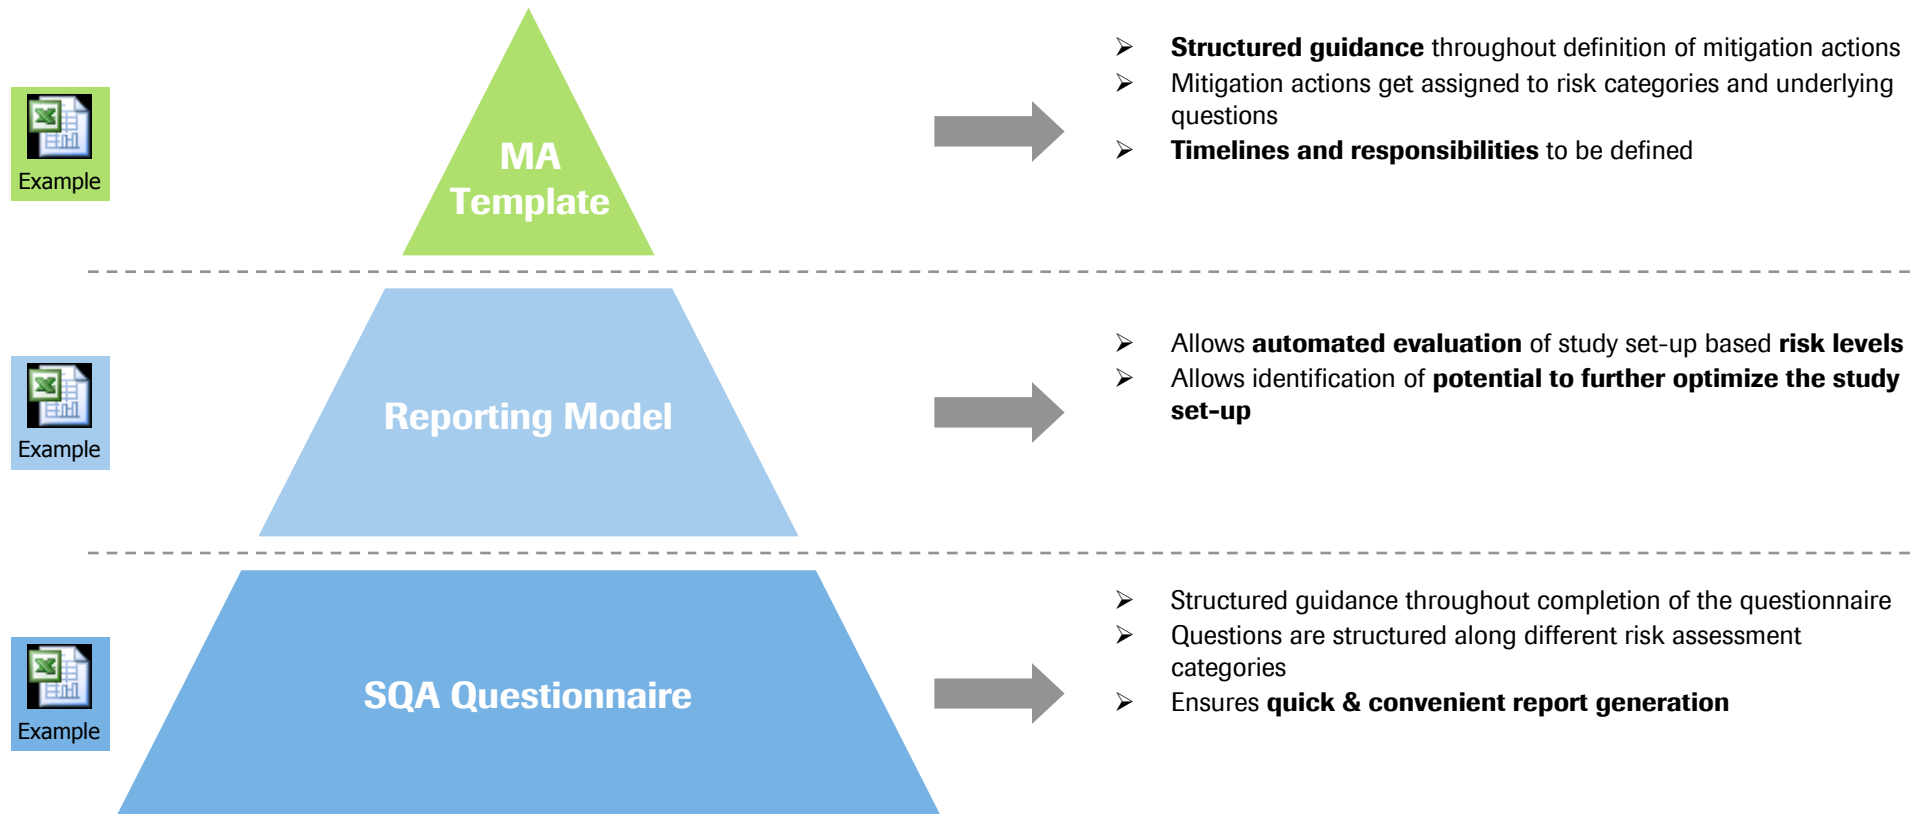 ➢ Structured guidance throughout definition of mitigation actions
➢ Mitigation actions get assigned to risk categories and underlying
questions
➢ Timelines and responsibilities to be defined
MA
Template
Example
➢ Allows automated evaluation of study set-up based risk levels
➢ Allows identification of potential to further optimize the study
set-up
Reporting Model
Example
➢ Structured guidance throughout completion of the questionnaire
➢ Questions are structured along different risk assessment
categories
➢ Ensures quick & convenient report generation
SQA Questionnaire
Example